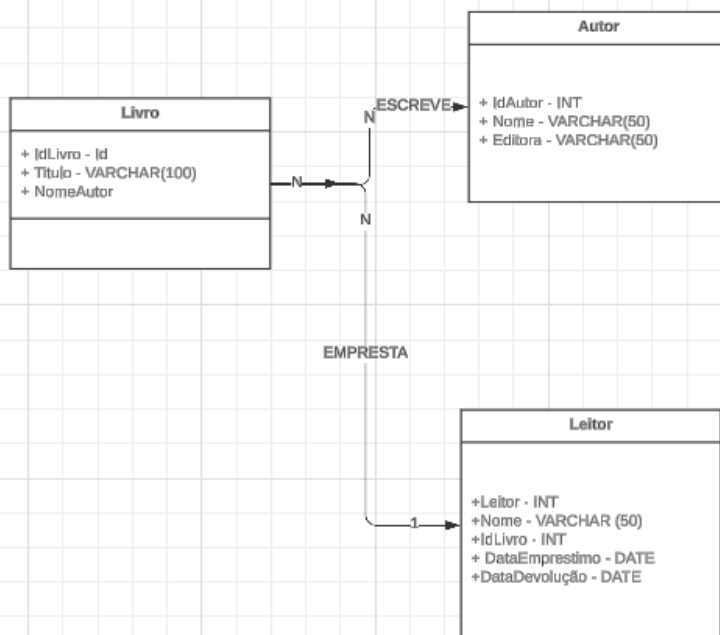 Autor
+ IdAutor - INT
+ Nome - VARCHAR(50)
+ Editora - VARCHAR(50)
Livro
+ IdLivro - Id
+ Titulo - VARCHAR(100)
+ NomeAutor
N
N
ESCREVE
N
EMPRESTA
1
Leitor
+Leitor - INT
+Nome - VARCHAR (50)
+IdLivro - INT
+ DataEmprestimo - DATE
+DataDevolução - DATE